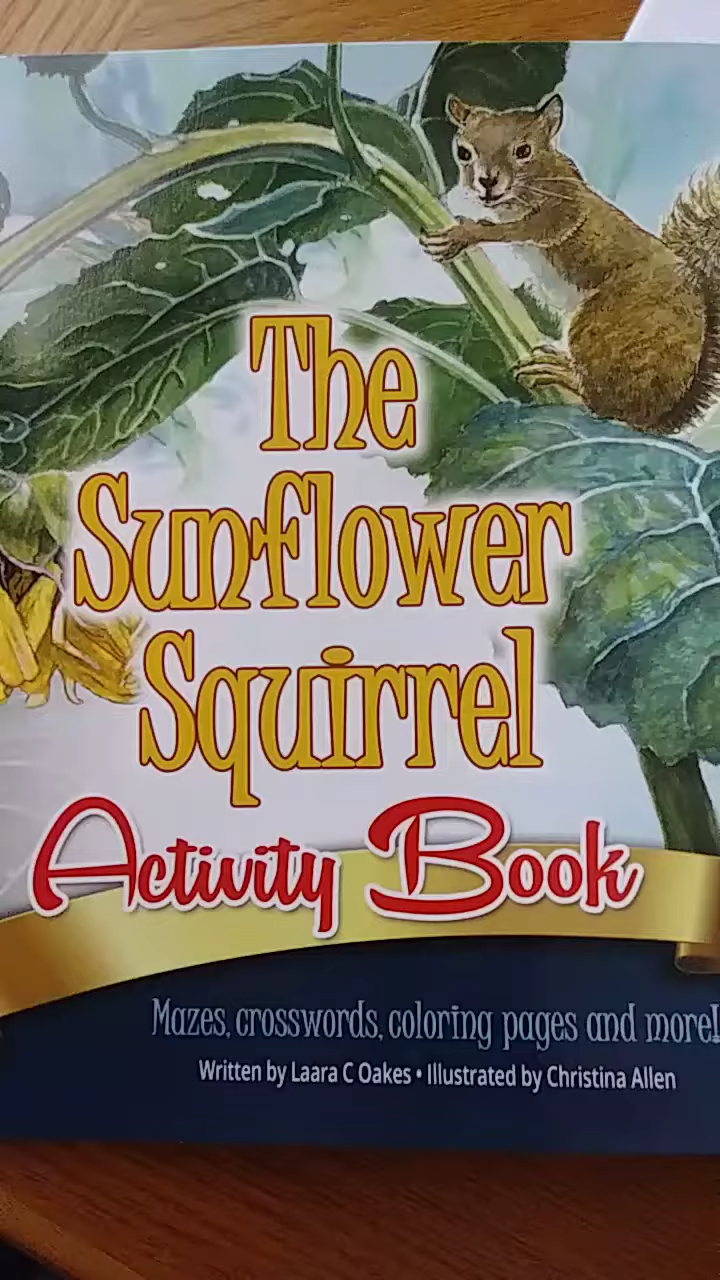 The
Sunflower
Squirrel
Activity Book
Mazes, crosswords, coloring pages and more!
Written by Laara C Oakes • Illustrated by Christina Allen